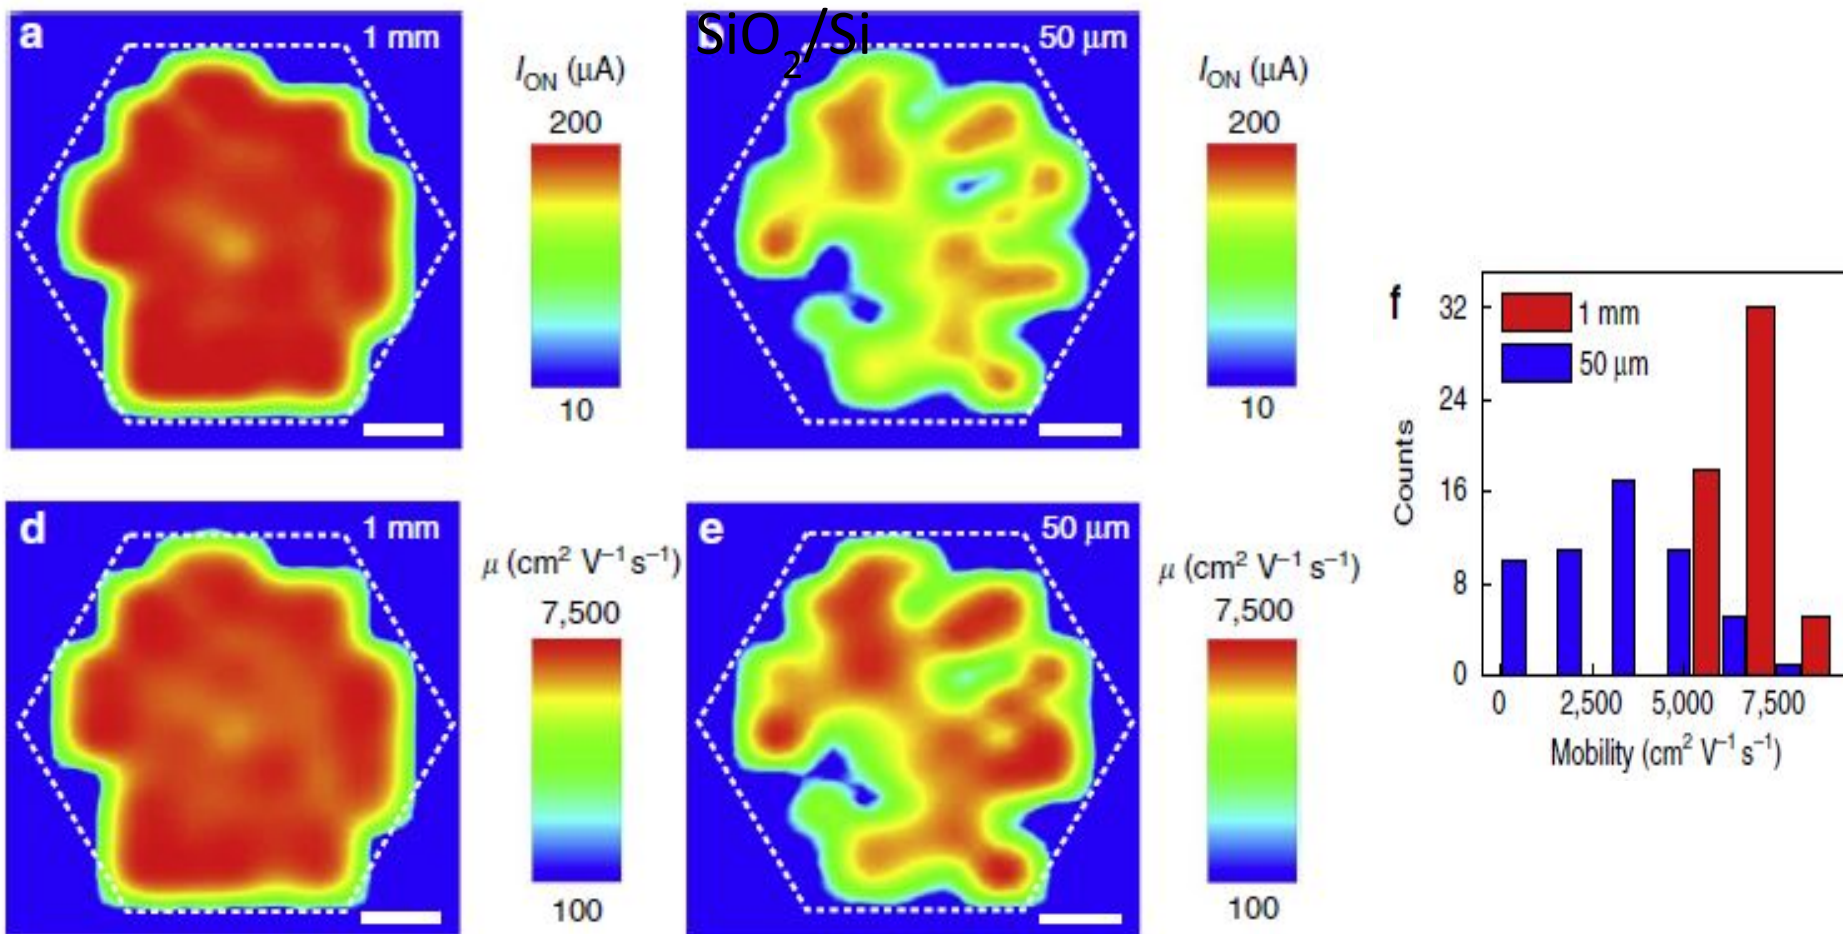 a
1 mm
I_ON (µA)
200
10
SiO₂/Si
b
50 µm
I_ON (µA)
200
10
d
1 mm
µ (cm² V⁻¹ s⁻¹)
7,500
100
e
50 µm
µ (cm² V⁻¹ s⁻¹)
7,500
100
f
1 mm
50 µm
Counts
32
24
16
8
0
0 2,500 5,000 7,500
Mobility (cm² V⁻¹ s⁻¹)